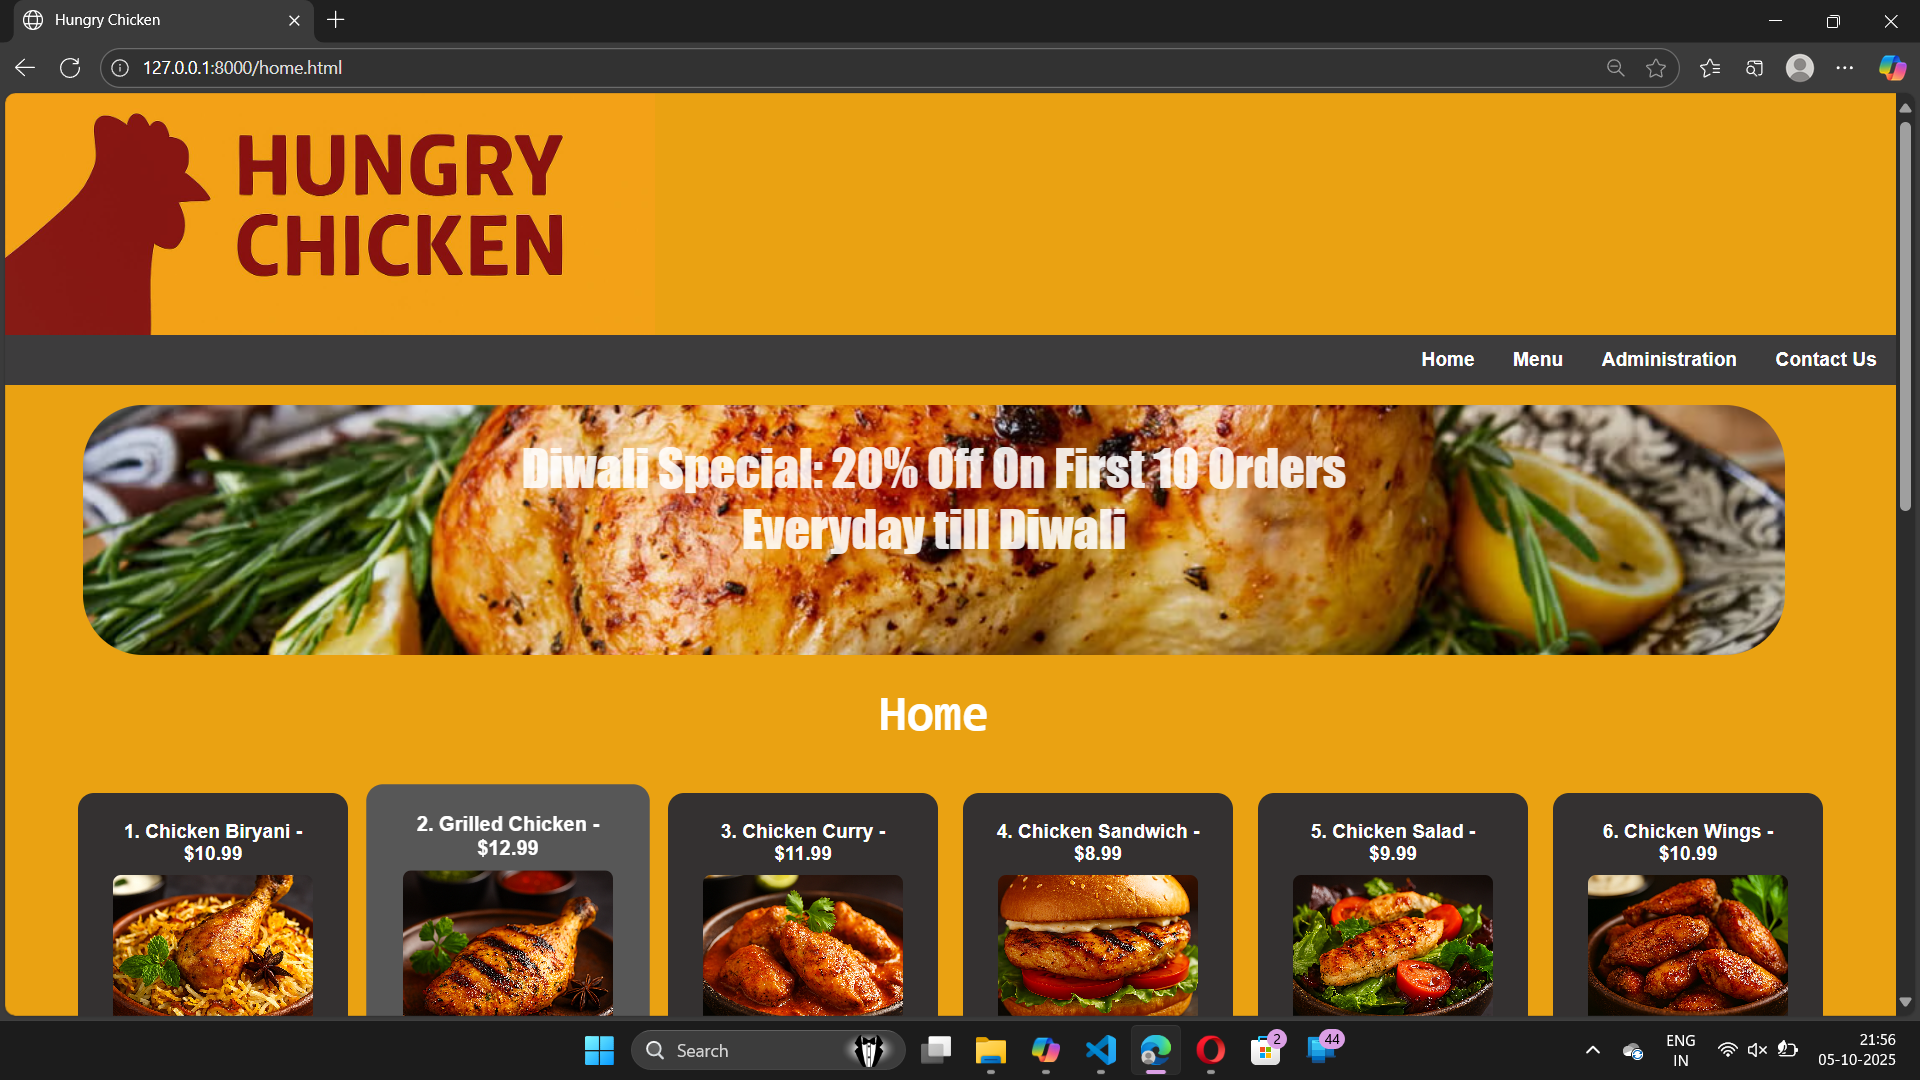 Hungry Chicken
127.0.0.1:8000/home.html
HUNGRY
CHICKEN
Home Menu Administration Contact Us
Diwali Special: 20% Off On First 10 Orders
Everyday till Diwali
Home
1. Chicken Biryani -
$10.99
2. Grilled Chicken -
$12.99
3. Chicken Curry -
$11.99
4. Chicken Sandwich -
$8.99
5. Chicken Salad -
$9.99
6. Chicken Wings -
$10.99
Search
2
44
ENG
IN
21:56
05-10-2025